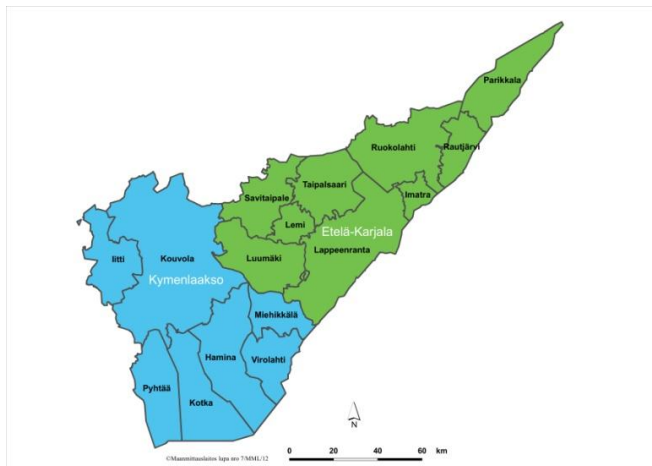 Parikkala
Ruokolahti
Rautjärvi
Taipalsaari
Imatra
Savitaipale
Lemi
Etelä-Karjala
Lappeenranta
Luumäki
Iitti
Kouvola
Kymenlaakso
Miehikkälä
Hamina
Virolahti
Pyhtää
Kotka
N
0 20 40 60 km
©Maanmittauslaitos lupa nro 7/MML/12